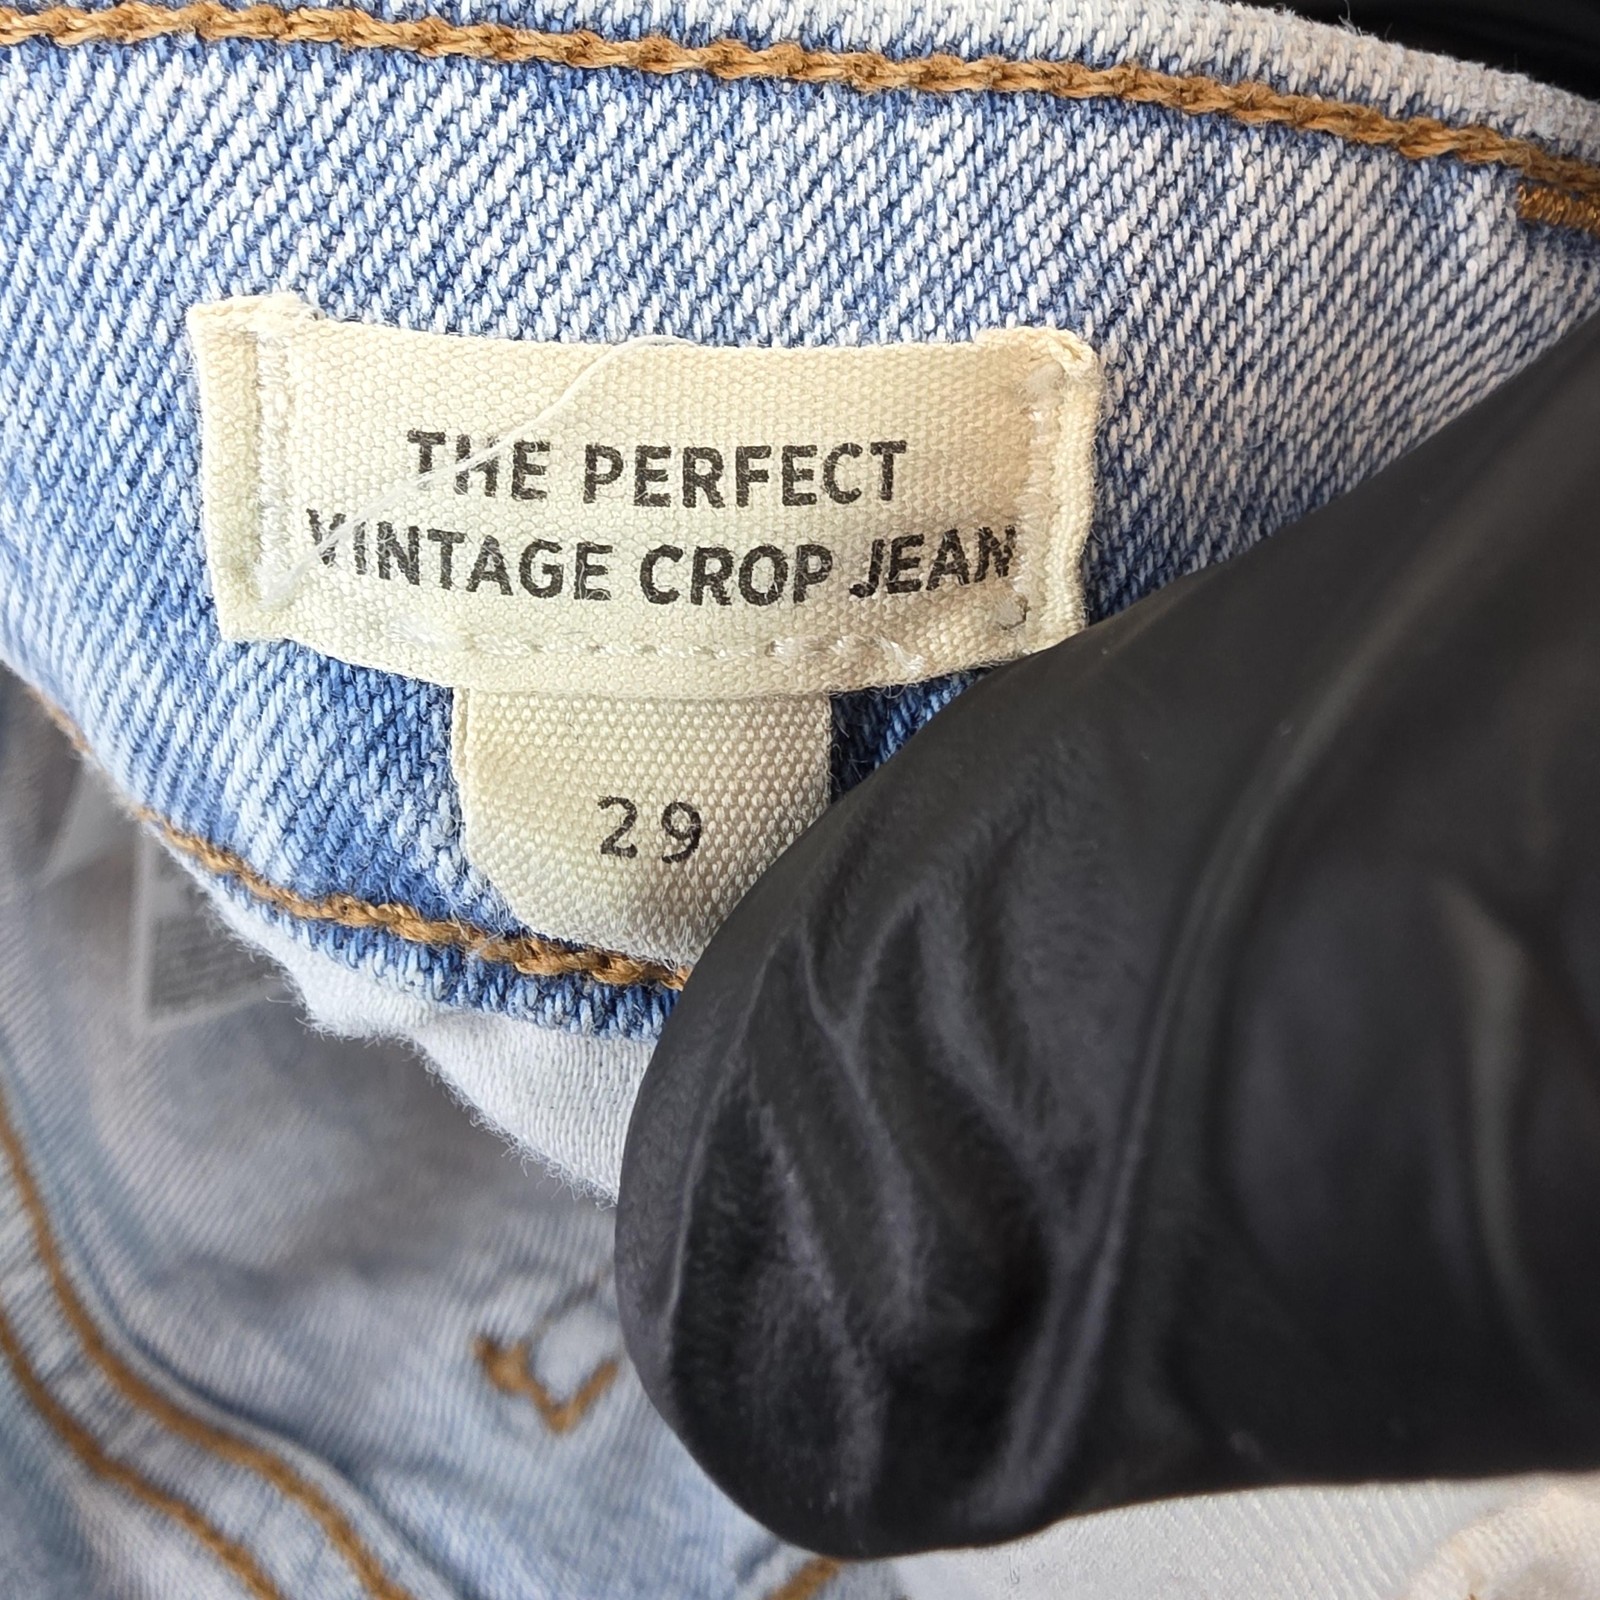 THE PERFECT
VINTAGE CROP JEAN
29